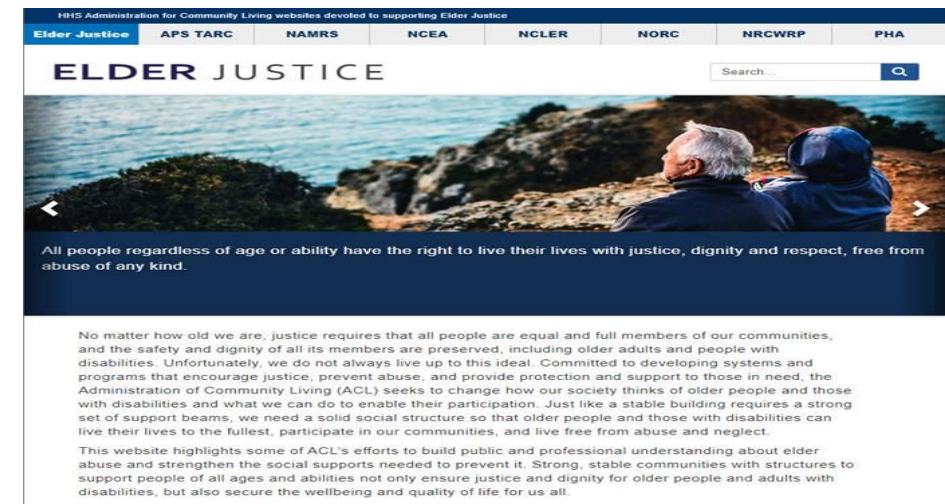 HHS Administration for Community Living websites devoted to supporting Elder Justice
Elder Justice APS TARC NAMRS NCEA NCLER NORC NRCWRP PHA
ELDER JUSTICE
Search...
All people regardless of age or ability have the right to live their lives with justice, dignity and respect, free from
abuse of any kind.
No matter how old we are, justice requires that all people are equal and full members of our communities,
and the safety and dignity of all its members are preserved, including older adults and people with
disabilities. Unfortunately, we do not always live up to this ideal. Committed to developing systems and
programs that encourage justice, prevent abuse, and provide protection and support to those in need, the
Administration of Community Living (ACL) seeks to change how our society thinks of older people and those
with disabilities and what we can do to enable their participation. Just like a stable building requires a strong
set of support beams, we need a solid social structure so that older people and those with disabilities can
live their lives to the fullest, participate in our communities, and live free from abuse and neglect.
This website highlights some of ACL's efforts to build public and professional understanding about elder
abuse and strengthen the social supports needed to prevent it. Strong, stable communities with structures to
support people of all ages and abilities not only ensure justice and dignity for older people and adults with
disabilities, but also secure the wellbeing and quality of life for us all.